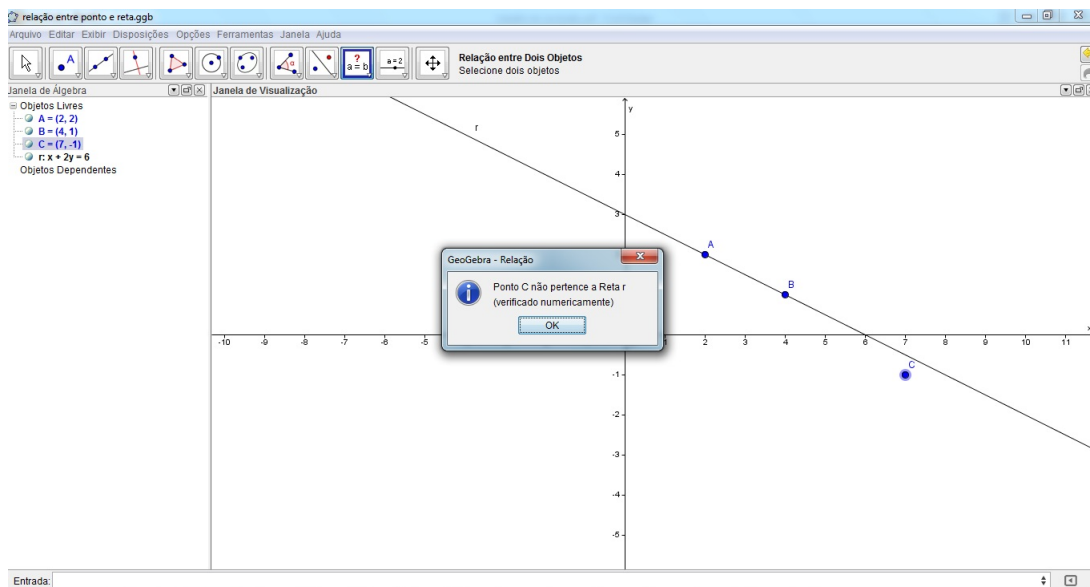 relação entre ponto e reta.ggb
Arquivo Editar Exibir Disposições Opções Ferramentas Janela Ajuda
A
α
?
a = b
a = 2
Relação entre Dois Objetos
Selecione dois objetos
Janela de Álgebra
Janela de Visualização
Objetos Livres
A = (2, 2)
B = (4, 1)
C = (7, -1)
r: x + 2y = 6
Objetos Dependentes
y
r
5
4
3
A
B
GeoGebra - Relação
Ponto C não pertence a Reta r
(verificado numericamente)
OK
-10 -9 -8 -7 -6 -5 1 2 3 4 5 6 7 8 9 10 11 x
C
-1
-2
-3
-4
-5
Entrada: